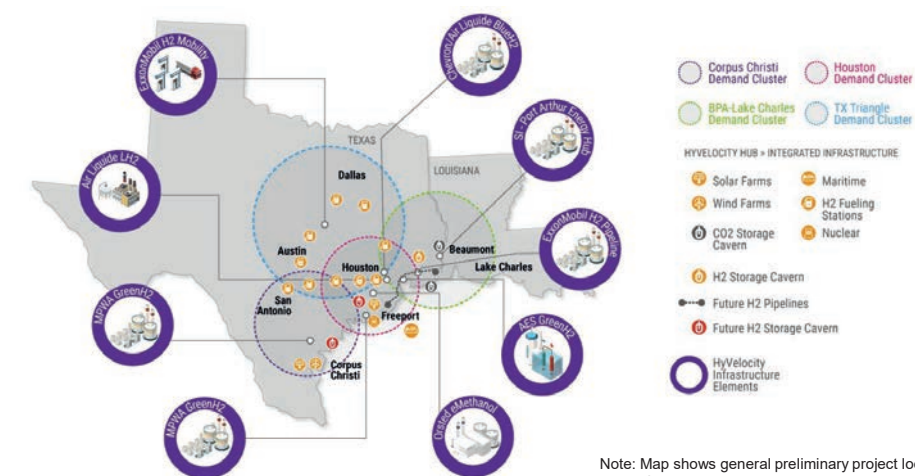 ExxonMobil H2 Mobility
Chevron/Air Liquide BlueH2
SI - Port Arthur Energy Hub
Air Liquide LH2
ExxonMobil H2 Pipeline
MPWA GreenH2
AES GreenH2
MPWA GreenH2
Orsted eMethanol
TEXAS
LOUISIANA
Dallas
Austin
Houston
Beaumont
Lake Charles
San
Antonio
Freeport
Corpus
Christi
Corpus Christi
Demand Cluster
Houston
Demand Cluster
BPA-Lake Charles
Demand Cluster
TX Triangle
Demand Cluster
HYVELOCITY HUB > INTEGRATED INFRASTRUCTURE
Solar Farms
Maritime
Wind Farms
H2 Fueling
Stations
CO2 Storage
Cavern
Nuclear
H2 Storage Cavern
Future H2 Pipelines
Future H2 Storage Cavern
HyVelocity
Infrastructure
Elements
Note: Map shows general preliminary project